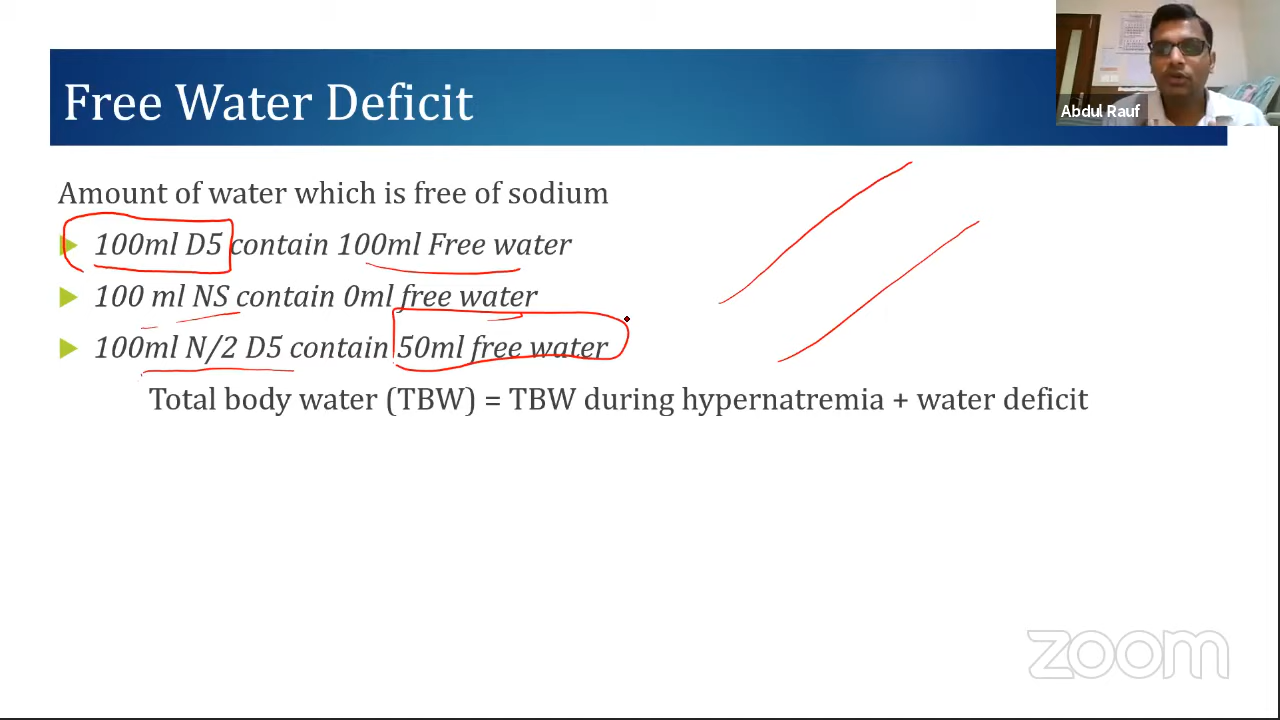 Free Water Deficit
Abdul Rauf
Amount of water which is free of sodium
100ml D5 contain 100ml Free water
100 ml NS contain 0ml free water
100ml N/2 D5 contain 50ml free water
Total body water (TBW) = TBW during hypernatremia + water deficit
zoom